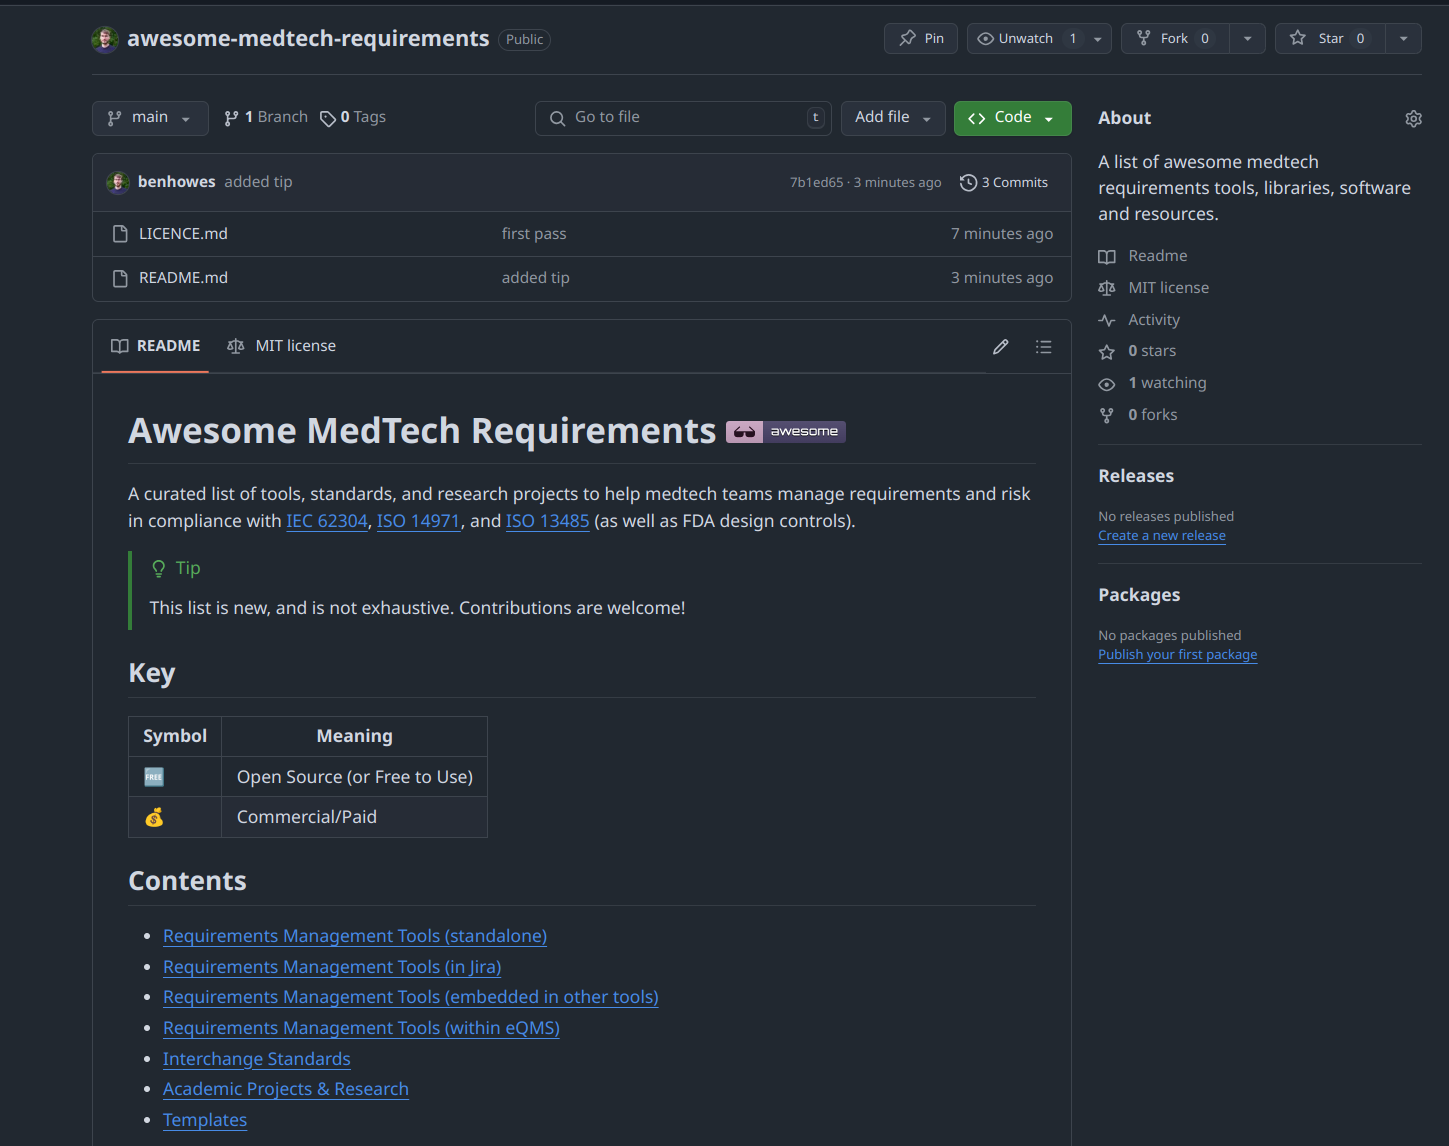 awesome-medtech-requirements Public Pin Unwatch 1 Fork 0 Star 0
main 1 Branch 0 Tags Go to file t Add file Code
benhowes added tip 7b1ed65 · 3 minutes ago 3 Commits
LICENCE.md first pass 7 minutes ago
README.md added tip 3 minutes ago
README MIT license
Awesome MedTech Requirements awesome
A curated list of tools, standards, and research projects to help medtech teams manage requirements and risk
in compliance with IEC 62304, ISO 14971, and ISO 13485 (as well as FDA design controls).
Tip
This list is new, and is not exhaustive. Contributions are welcome!
Key
Symbol Meaning
FREE Open Source (or Free to Use)
Commercial/Paid
Contents
Requirements Management Tools (standalone)
Requirements Management Tools (in Jira)
Requirements Management Tools (embedded in other tools)
Requirements Management Tools (within eQMS)
Interchange Standards
Academic Projects & Research
Templates
About
A list of awesome medtech
requirements tools, libraries, software
and resources.
Readme
MIT license
Activity
0 stars
1 watching
0 forks
Releases
No releases published
Create a new release
Packages
No packages published
Publish your first package